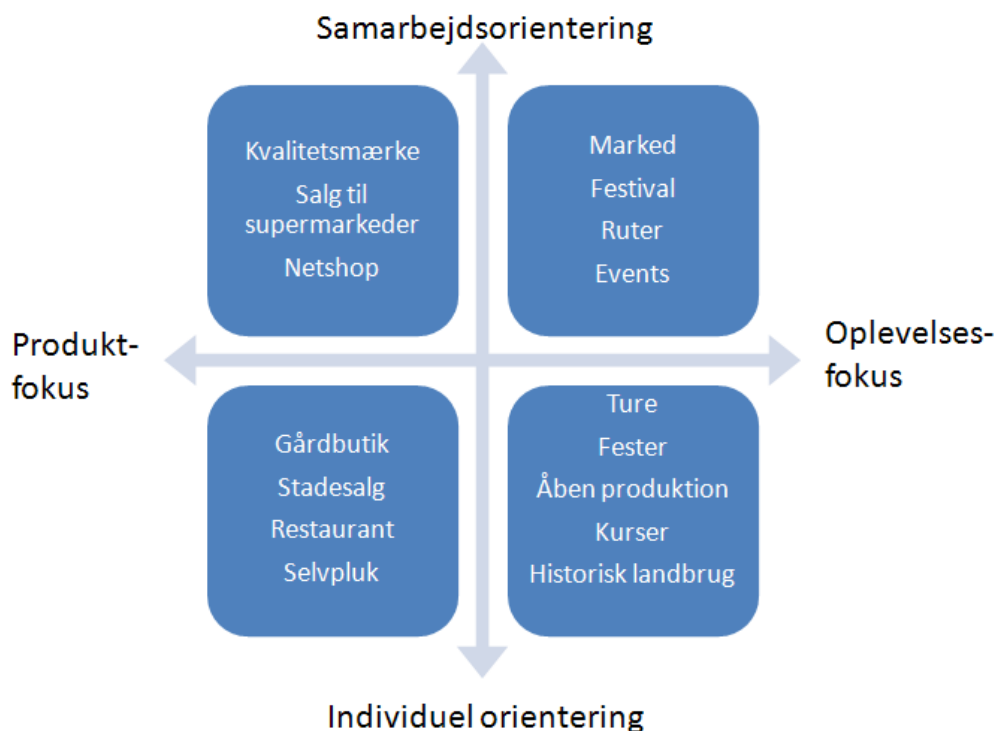 Samarbejdsorientering
Kvalitetsmærke
Salg til
supermarkeder
Netshop
Marked
Festival
Ruter
Events
Produkt-
fokus
Oplevelses-
fokus
Gårdbutik
Stadesalg
Restaurant
Selvpluk
Ture
Fester
Åben produktion
Kurser
Historisk landbrug
Individuel orientering